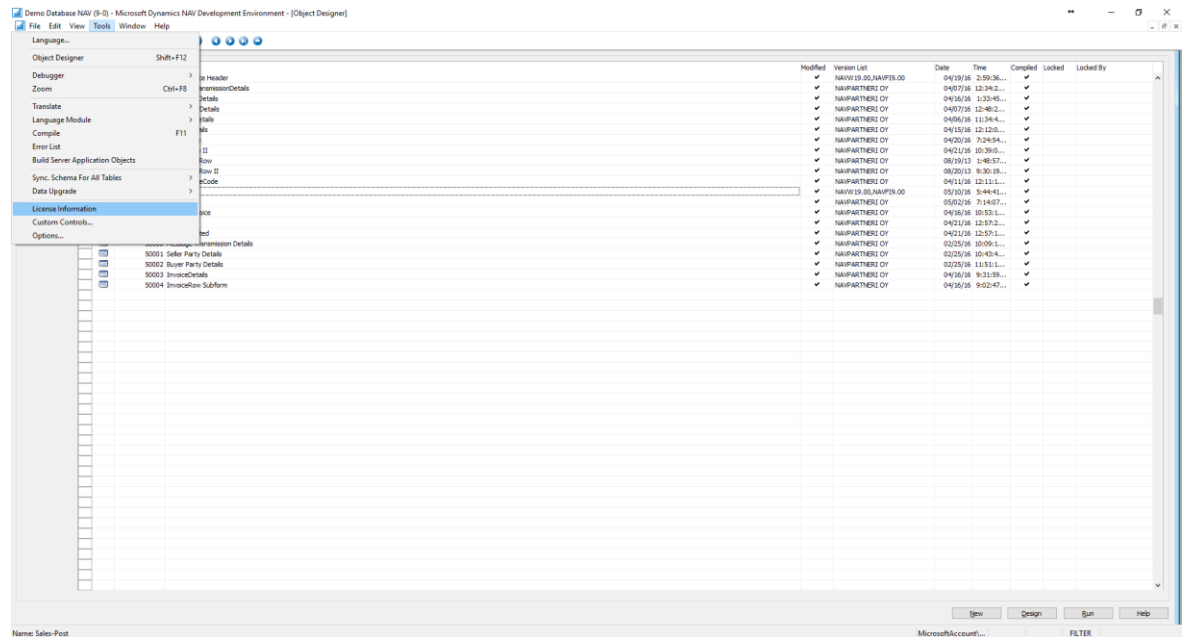 Demo Database NAV (9-0) - Microsoft Dynamics NAV Development Environment - [Object Designer]
File Edit View Tools Window Help
Language...
Object Designer Shift+F12
Debugger
Zoom Ctrl+F8
Translate
Language Module
Compile F11
Error List
Build Server Application Objects
Sync. Schema For All Tables
Data Upgrade
License Information
Custom Controls...
Options...
Modified Version List Date Time Compiled Locked Locked By
Header NAVW19.00,NAVFI9.00 04/19/16 2:59:36...
NAVPARTNERI OY 04/07/16 12:34:2...
Details NAVPARTNERI OY 04/16/16 1:33:45...
Details NAVPARTNERI OY 04/07/16 12:48:2...
NAVPARTNERI OY 04/06/16 11:34:4...
NAVPARTNERI OY 04/15/16 12:12:0...
NAVPARTNERI OY 04/20/16 7:24:54...
II NAVPARTNERI OY 04/21/16 10:39:0...
Row NAVPARTNERI OY 08/19/13 1:48:57...
Row II NAVPARTNERI OY 08/20/13 9:30:19...
eCode NAVPARTNERI OY 04/11/16 12:11:1...
NAVW19.00,NAVFI9.00 05/10/16 5:44:41...
NAVPARTNERI OY 05/02/16 7:14:07...
oice NAVPARTNERI OY 04/16/16 10:53:1...
NAVPARTNERI OY 04/21/16 12:57:2...
ted NAVPARTNERI OY 04/21/16 12:57:1...
50000 Message Transmission Details NAVPARTNERI OY 02/25/16 10:09:1...
50001 Seller Party Details NAVPARTNERI OY 02/25/16 10:43:4...
50002 Buyer Party Details NAVPARTNERI OY 02/25/16 11:51:1...
50003 InvoiceDetails NAVPARTNERI OY 04/16/16 9:31:59...
50004 InvoiceRow Subform NAVPARTNERI OY 04/16/16 9:02:47...
New Design Run Help
Name: Sales-Post MicrosoftAccount\... FILTER